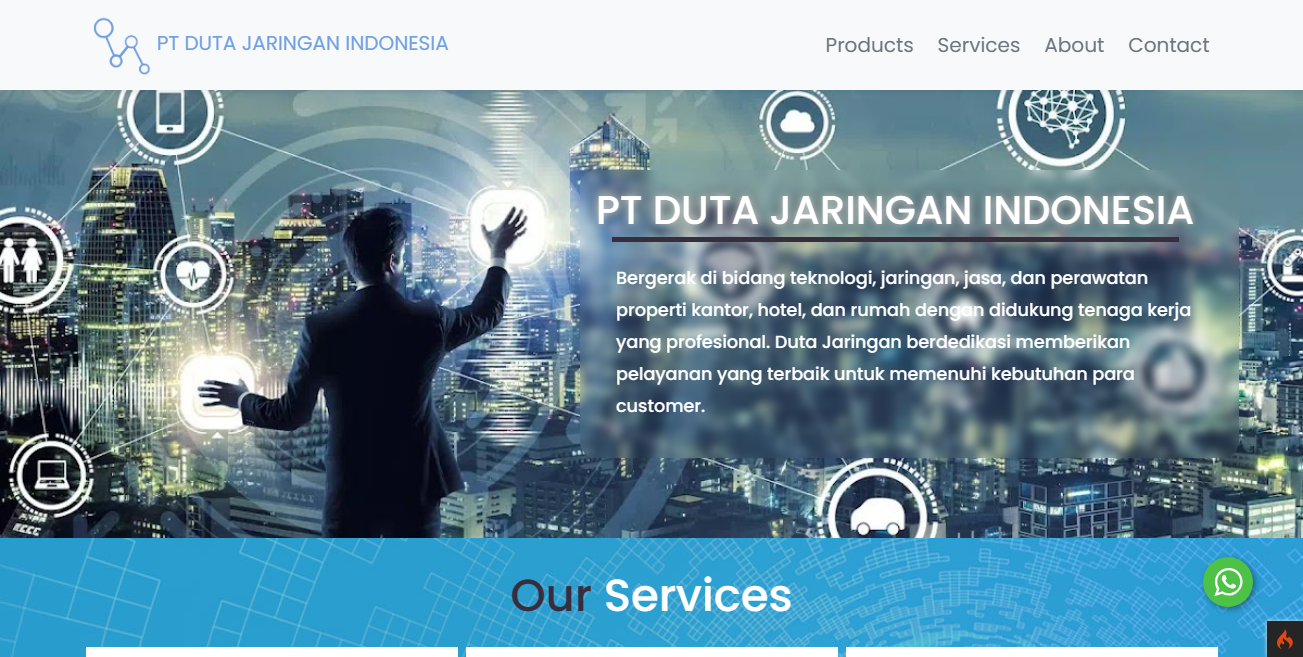 PT DUTA JARINGAN INDONESIA
Products Services About Contact
PT DUTA JARINGAN INDONESIA
Bergerak di bidang teknologi, jaringan, jasa, dan perawatan
properti kantor, hotel, dan rumah dengan didukung tenaga kerja
yang profesional. Duta Jaringan berdedikasi memberikan
pelayanan yang terbaik untuk memenuhi kebutuhan para
customer.
Our Services